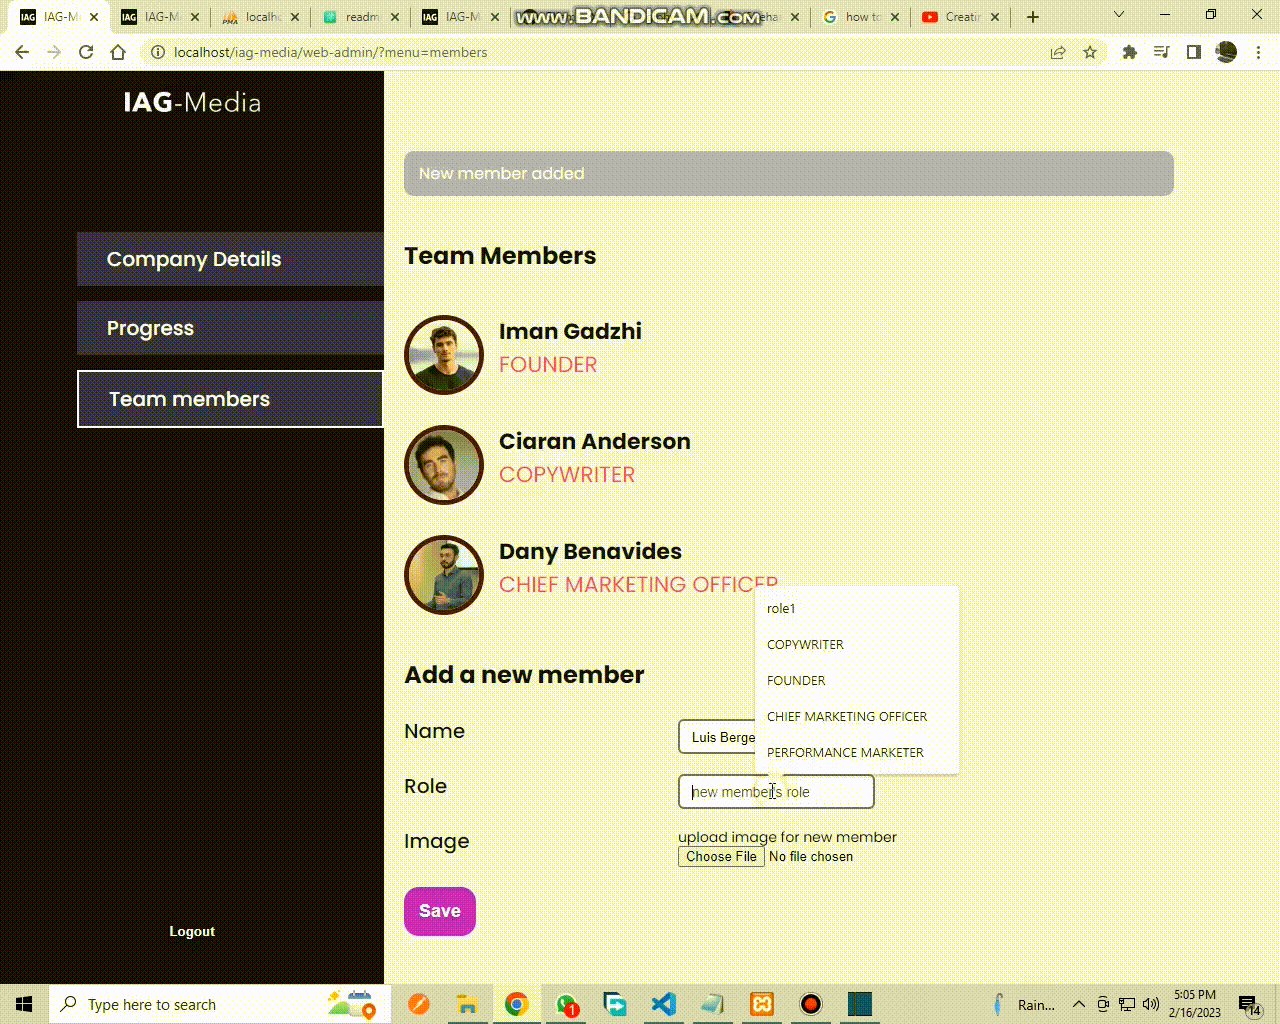 IAG-M
IAG-M
localho
readm
IAG-M
how to
Creatin
www.BANDICAM.com
localhost/iag-media/web-admin/?menu=members
IAG-Media
New member added
Company Details
Progress
Team members
Logout
Team Members
Iman Gadzhi
FOUNDER
Ciaran Anderson
COPYWRITER
Dany Benavides
CHIEF MARKETING OFFICER
role1
COPYWRITER
FOUNDER
CHIEF MARKETING OFFICER
PERFORMANCE MARKETER
Add a new member
Name
Luis Berge
Role
new member's role
Image
upload image for new member
Choose File No file chosen
Save
Type here to search
1
Rain...
5:05 PM
2/16/2023
14